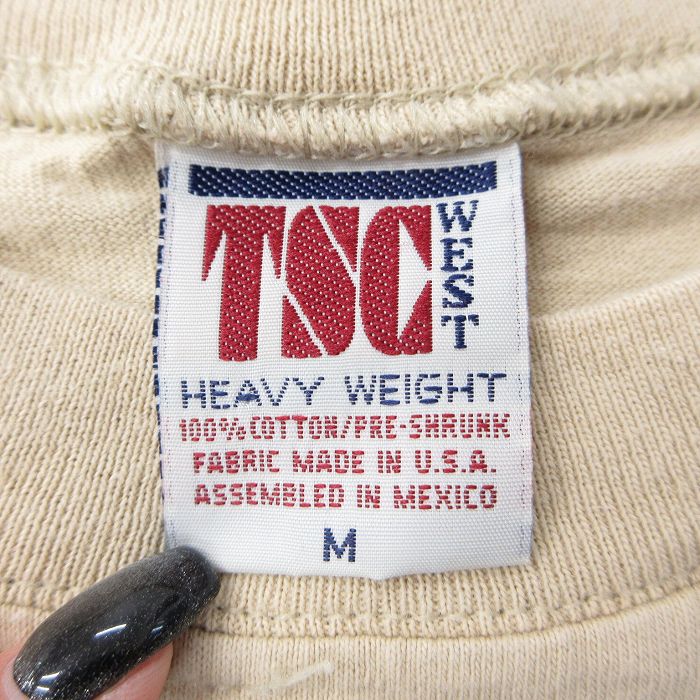 TSC WEST
HEAVY WEIGHT
100% COTTON/PRE-SHRUNK
FABRIC MADE IN U.S.A.
ASSEMBLED IN MEXICO
M